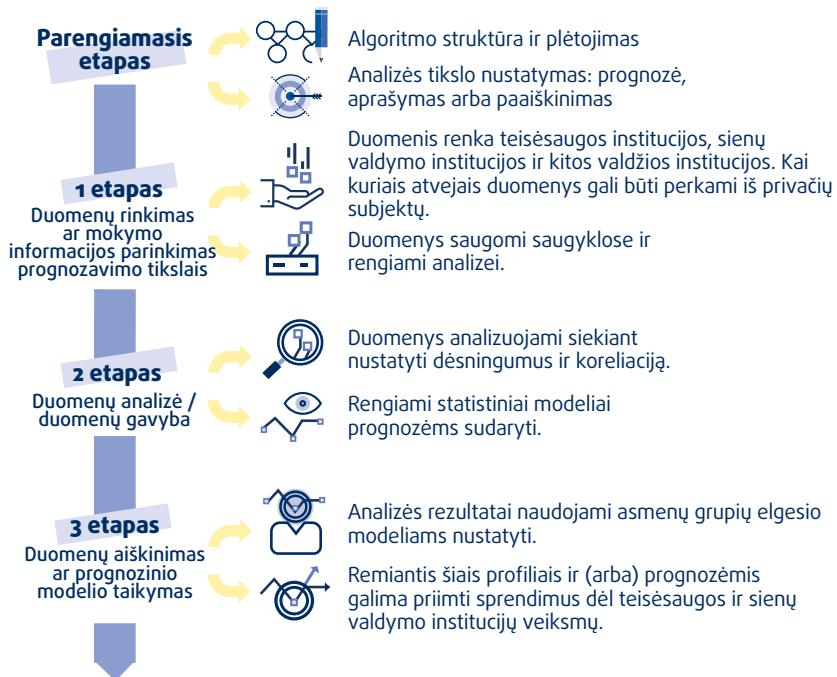 Parengiamasis
etapas
Algoritmo struktūra ir plėtojimas
Analizės tikslo nustatymas: prognozė,
aprašymas arba paaiškinimas
1 etapas
Duomenų rinkimas
ar mokymo
informacijos parinkimas
prognozavimo tikslais
Duomenis renka teisėsaugos institucijos, sienų
valdymo institucijos ir kitos valdžios institucijos. Kai
kuriais atvejais duomenys gali būti perkami iš privačių
subjektų.
Duomenys saugomi saugyklose ir
rengiami analizei.
2 etapas
Duomenų analizė /
duomenų gavyba
Duomenys analizuojami siekiant
nustatyti dėsningumus ir koreliaciją.
Rengiami statistiniai modeliai
prognozėms sudaryti.
3 etapas
Duomenų aiškinimas
ar prognozinio
modelio taikymas
Analizės rezultatai naudojami asmenų grupių elgesio
modeliams nustatyti.
Remiantis šiais profiliais ir (arba) prognozėmis
galima priimti sprendimus dėl teisėsaugos ir sienų
valdymo institucijų veiksmų.